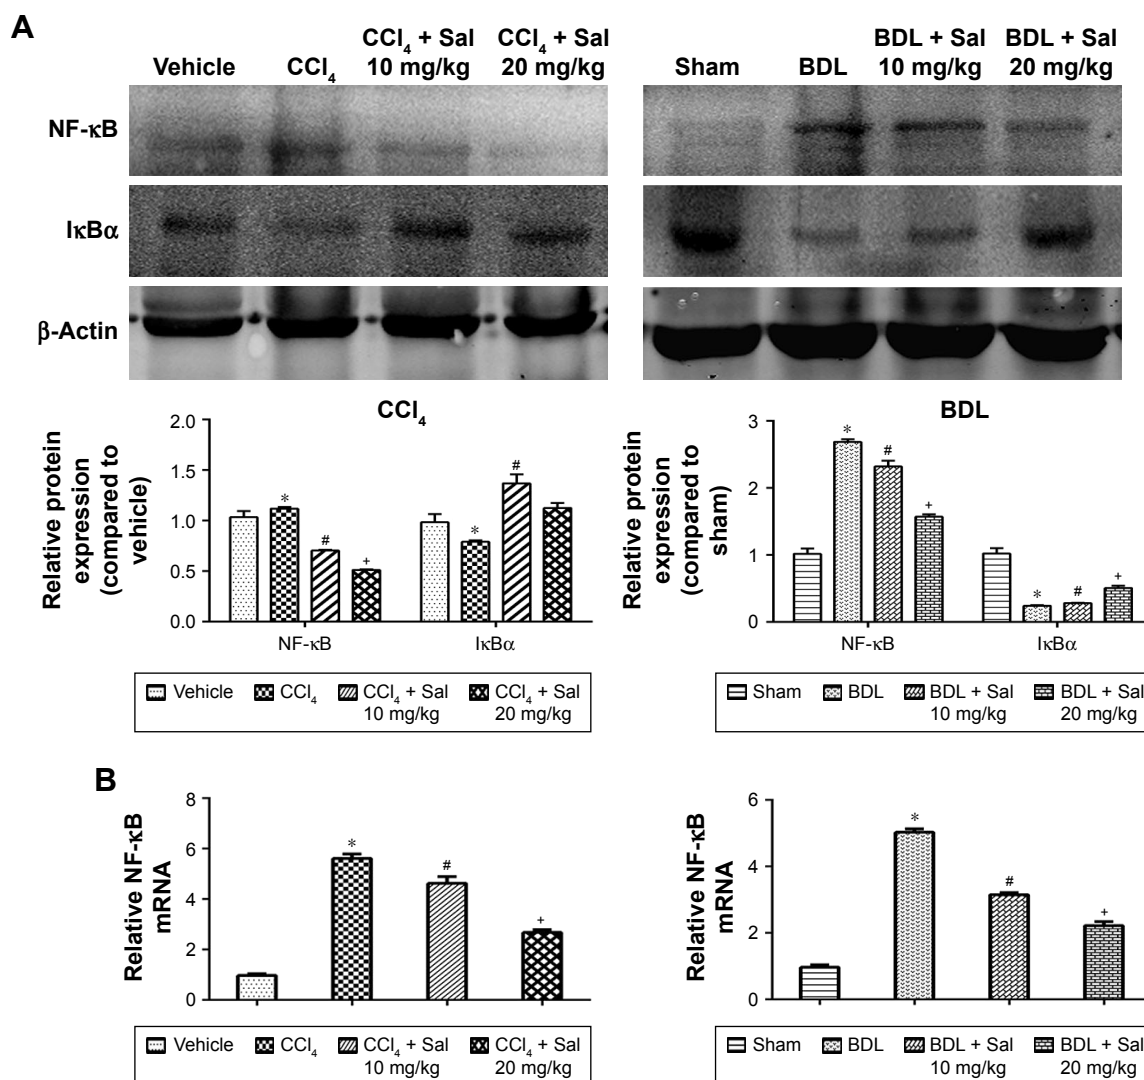 A
Vehicle CCl4 CCl4 + Sal 10 mg/kg CCl4 + Sal 20 mg/kg
Sham BDL BDL + Sal 10 mg/kg BDL + Sal 20 mg/kg
NF-κB
IκBα
β-Actin
CCl4
Relative protein
expression
(compared to
vehicle)
2.0
1.5
1.0
0.5
0.0
* # +
* #
NF-κB IκBα
Vehicle CCl4 CCl4 + Sal 10 mg/kg CCl4 + Sal 20 mg/kg
BDL
Relative protein
expression
(compared to
sham)
3
2
1
0
* # +
* # +
NF-κB IκBα
Sham BDL BDL + Sal 10 mg/kg BDL + Sal 20 mg/kg
B
Relative NF-κB
mRNA
8
6
4
2
0
* # +
Vehicle CCl4 CCl4 + Sal 10 mg/kg CCl4 + Sal 20 mg/kg
Relative NF-κB
mRNA
6
4
2
0
* # +
Sham BDL BDL + Sal 10 mg/kg BDL + Sal 20 mg/kg